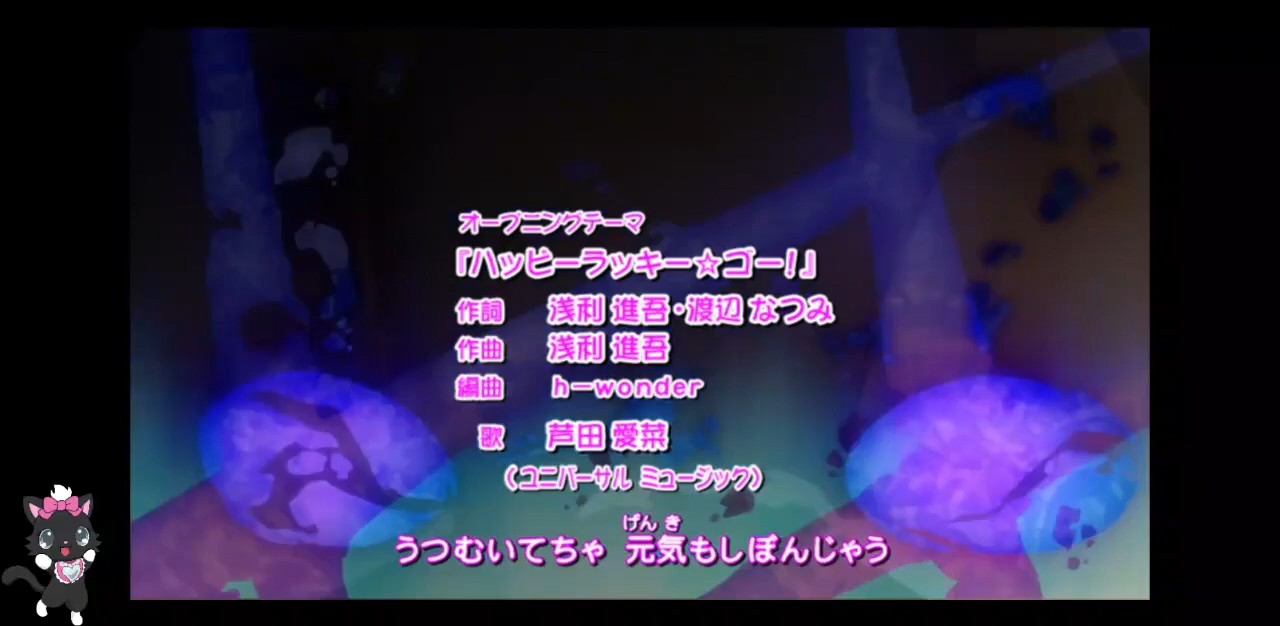 オープニングテーマ
『ハッピーラッキー☆ゴー!』
作詞 浅利 進吾・渡辺 なつみ
作曲 浅利 進吾
編曲 h-wonder
歌 芦田 愛菜
(ユニバーサル ミュージック)
げん き
うつむいてちゃ 元気もしぼんじゃう